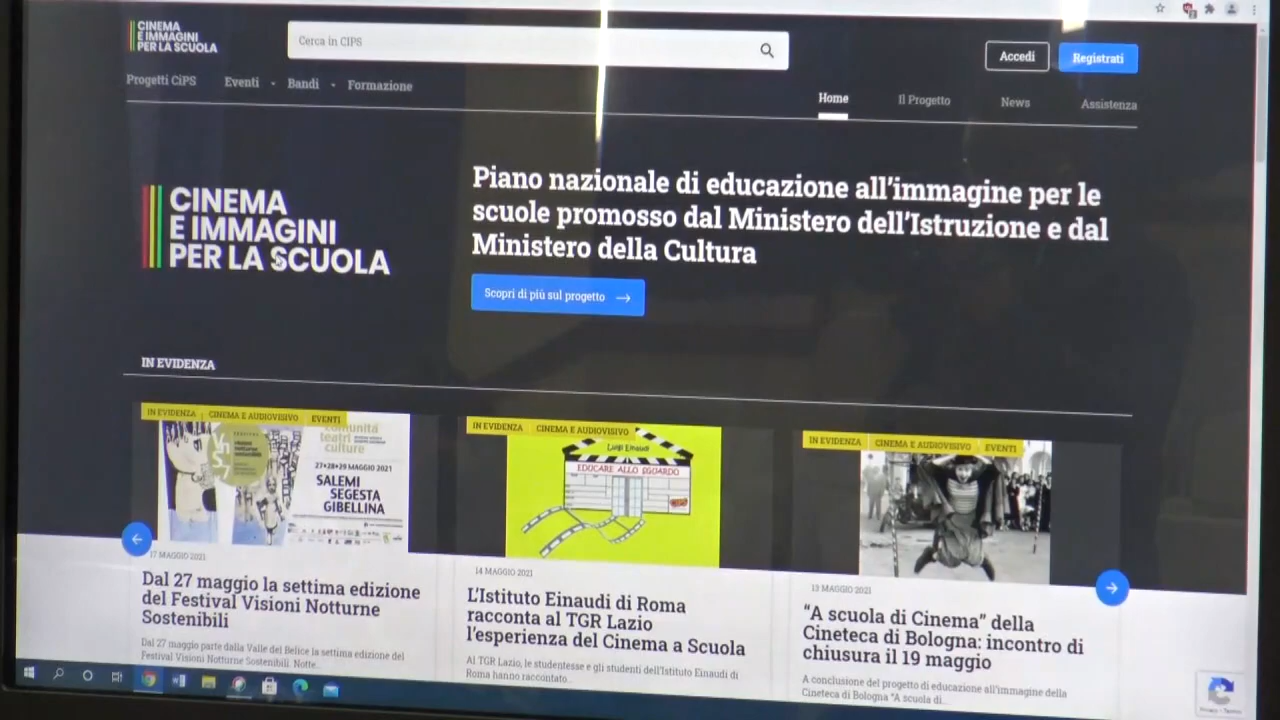 CINEMA
E IMMAGINI
PER LA SCUOLA
Cerca in CIPS
Accedi
Registrati
Progetti CiPS
Eventi
Bandi
Formazione
Home
Il Progetto
News
Assistenza
CINEMA
E IMMAGINI
PER LA SCUOLA
Piano nazionale di educazione all'immagine per le
scuole promosso dal Ministero dell'Istruzione e dal
Ministero della Cultura
Scopri di più sul progetto →
IN EVIDENZA
IN EVIDENZA | CINEMA E AUDIOVISIVO | EVENTI
comunità
teatri
culture
27•28•29 MAGGIO 2021
SALEMI
SEGESTA
GIBELLINA
17 MAGGIO 2021
Dal 27 maggio la settima edizione
del Festival Visioni Notturne
Sostenibili
Dal 27 maggio parte dalla Valle del Belice la settima edizione del
Festival Visioni Notturne Sostenibili. Notte...
IN EVIDENZA | CINEMA E AUDIOVISIVO
Luigi Einaudi
EDUCARE ALLO SGUARDO
14 MAGGIO 2021
L'Istituto Einaudi di Roma
racconta al TGR Lazio
l'esperienza del Cinema a Scuola
Al TGR Lazio, le studentesse e gli studenti dell'Istituto Einaudi di
Roma hanno raccontato...
IN EVIDENZA | CINEMA E AUDIOVISIVO | EVENTI
13 MAGGIO 2021
“A scuola di Cinema” della
Cineteca di Bologna: incontro di
chiusura il 19 maggio
A conclusione del progetto di educazione all'immagine della
Cineteca di Bologna “A scuola di...
Privacy - Termini